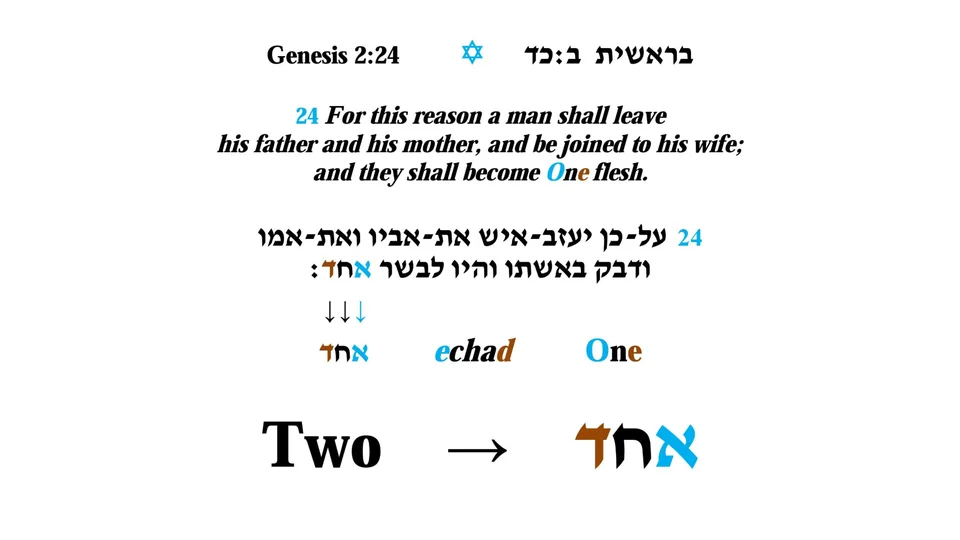 Genesis 2:24 ✡ בראשית ב:כד
24 For this reason a man shall leave
his father and his mother, and be joined to his wife;
and they shall become One flesh.
24 על-כן יעזב-איש את-אביו ואת-אמו
ודבק באשתו והיו לבשר אחד:
↓↓↓
אחד echad One
Two → אחד